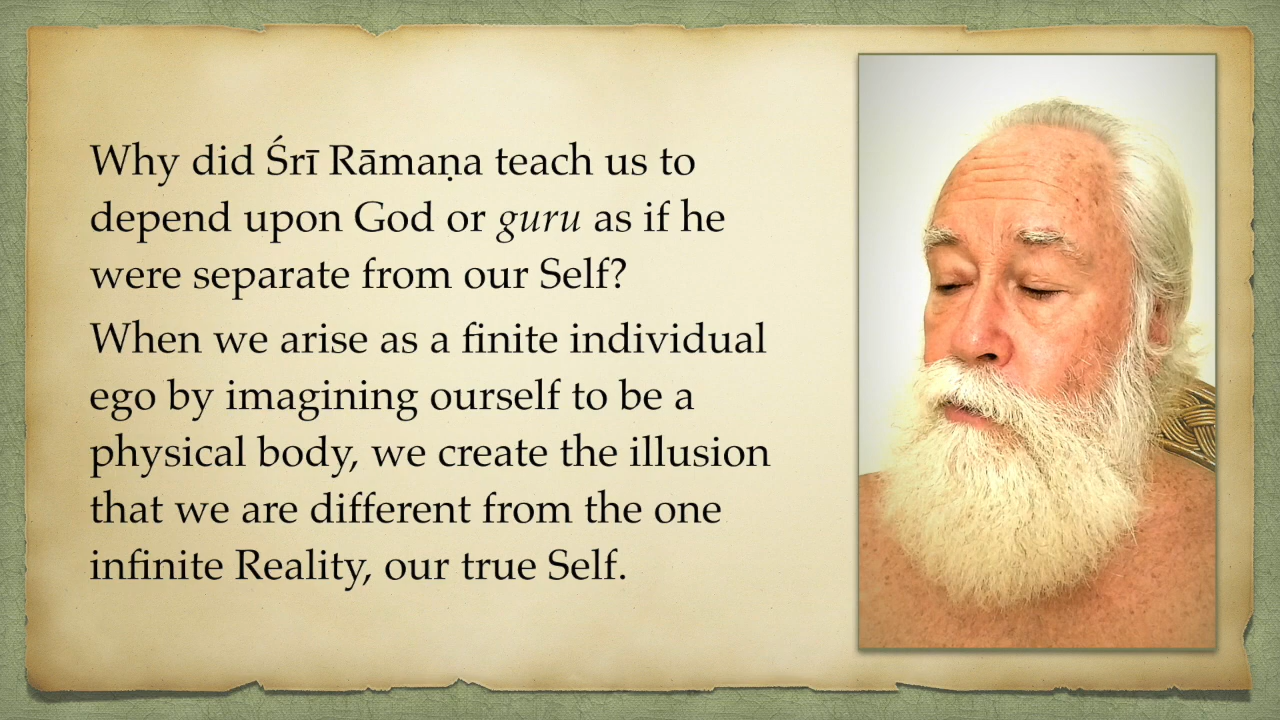 Why did Śrī Rāmaṇa teach us to
depend upon God or guru as if he
were separate from our Self?
When we arise as a finite individual
ego by imagining ourself to be a
physical body, we create the illusion
that we are different from the one
infinite Reality, our true Self.